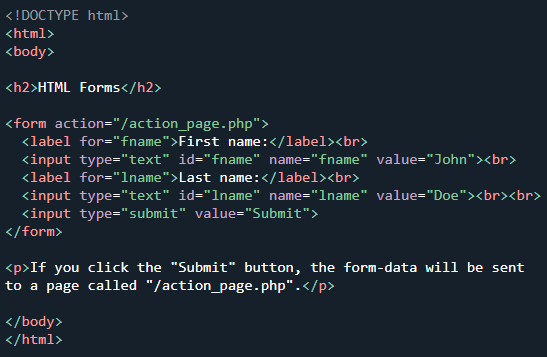 <!DOCTYPE html>
<html>
<body>

<h2>HTML Forms</h2>

<form action="/action_page.php">
  <label for="fname">First name:</label><br>
  <input type="text" id="fname" name="fname" value="John"><br>
  <label for="lname">Last name:</label><br>
  <input type="text" id="lname" name="lname" value="Doe"><br><br>
  <input type="submit" value="Submit">
</form>

<p>If you click the "Submit" button, the form-data will be sent
to a page called "/action_page.php".</p>

</body>
</html>